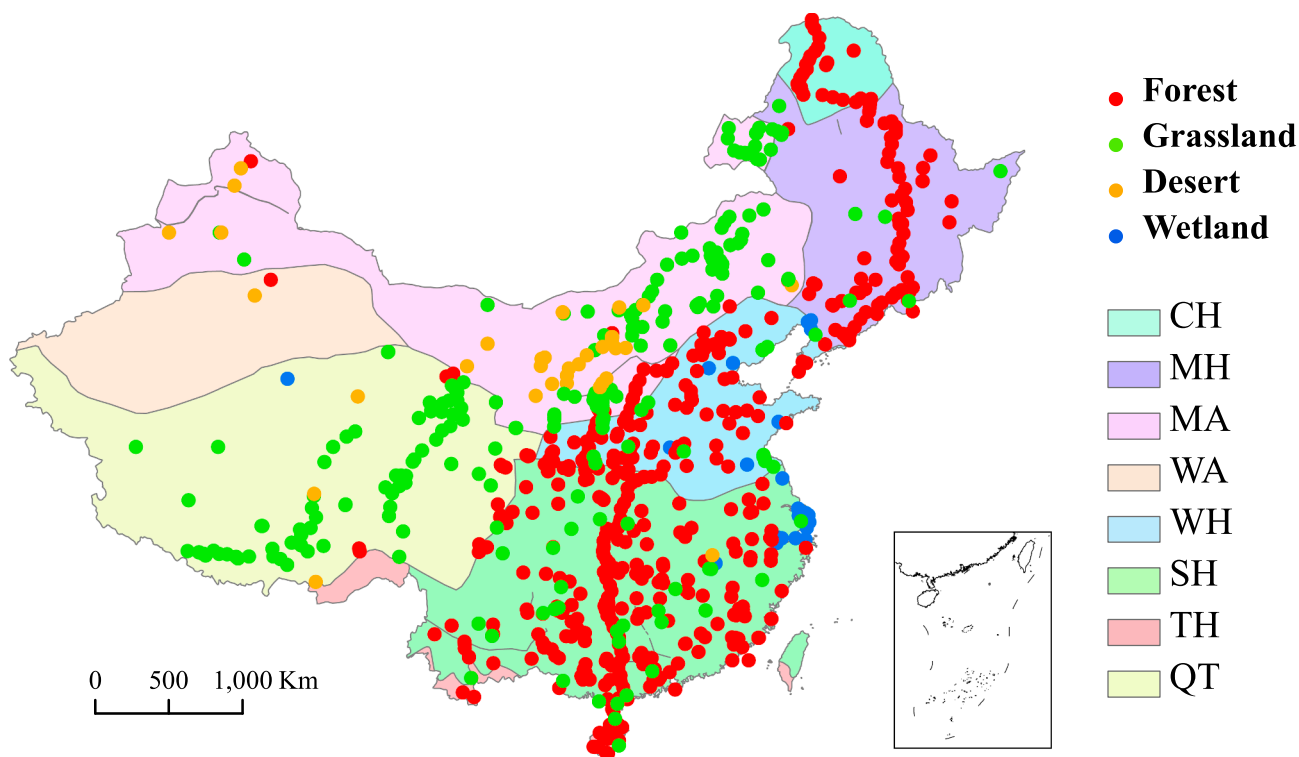 Forest
Grassland
Desert
Wetland
CH
MH
MA
WA
WH
SH
TH
QT
0 500 1,000 Km